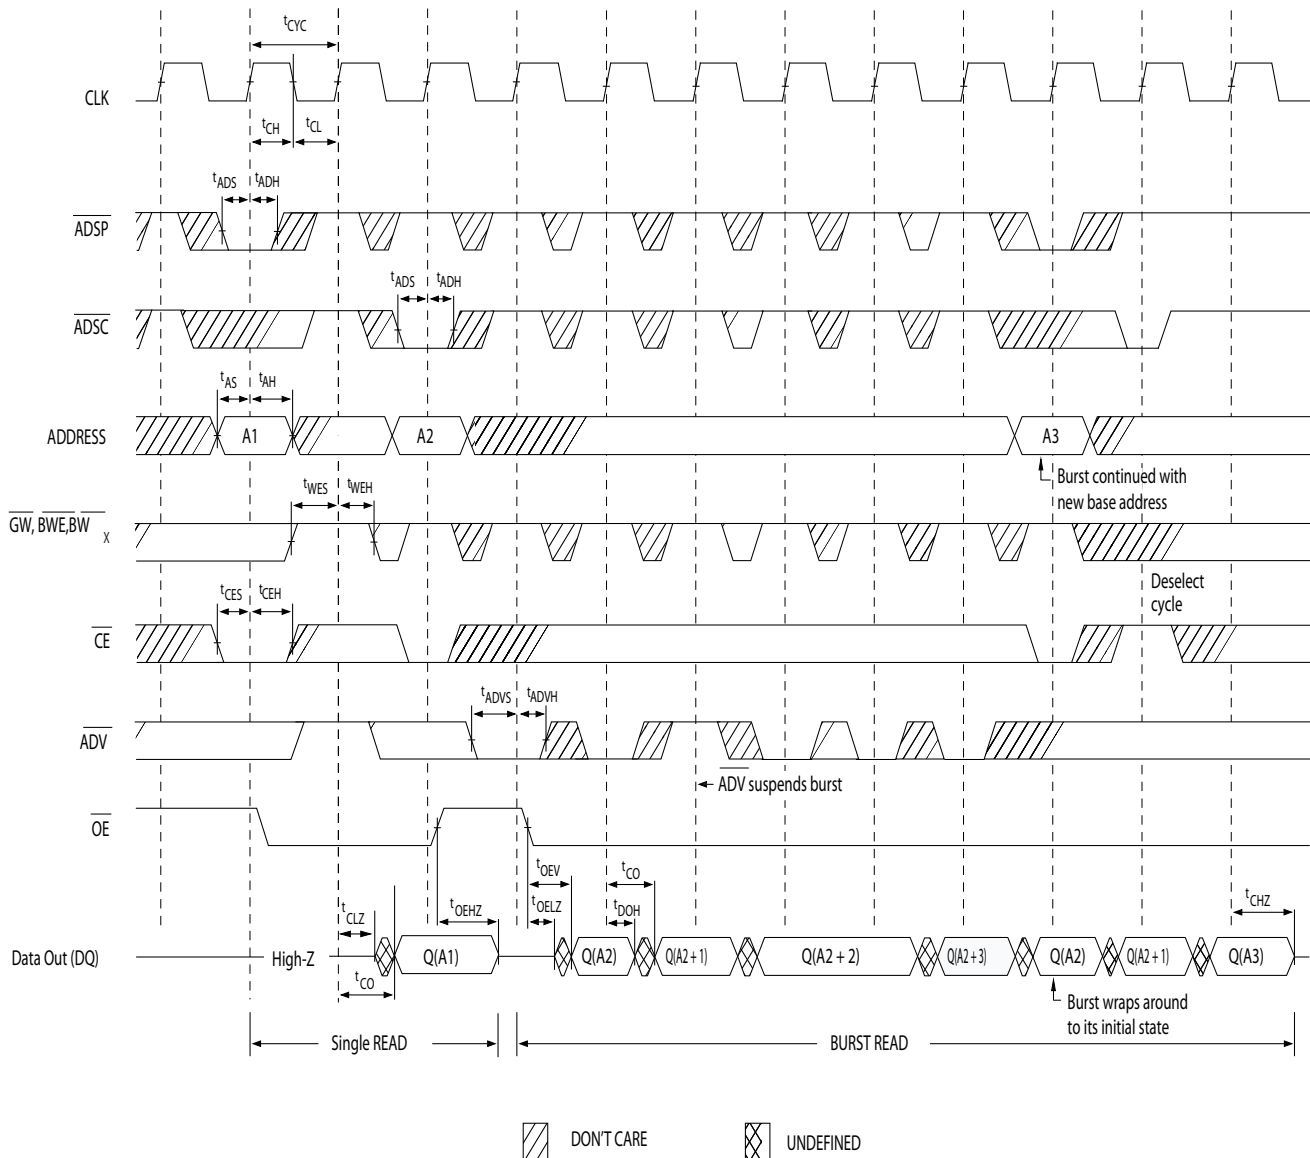 tCYC
CLK
tCH
tCL
tADS
tADH
ADSP
tADS
tADH
ADSC
tAS
tAH
ADDRESS
A1
A2
A3
Burst continued with
new base address
tWES
tWEH
GW, BWE,BW X
Deselect
cycle
tCES
tCEH
CE
tADVS
tADVH
ADV
ADV suspends burst
OE
tOEV
tCO
tCLZ
tOEHZ
tOELZ
tDOH
tCHZ
Data Out (DQ)
High-Z
Q(A1)
Q(A2)
Q(A2 + 1)
Q(A2 + 2)
Q(A2 + 3)
Q(A2)
Q(A2 + 1)
Q(A3)
tCO
Burst wraps around
to its initial state
Single READ
BURST READ
DON'T CARE
UNDEFINED